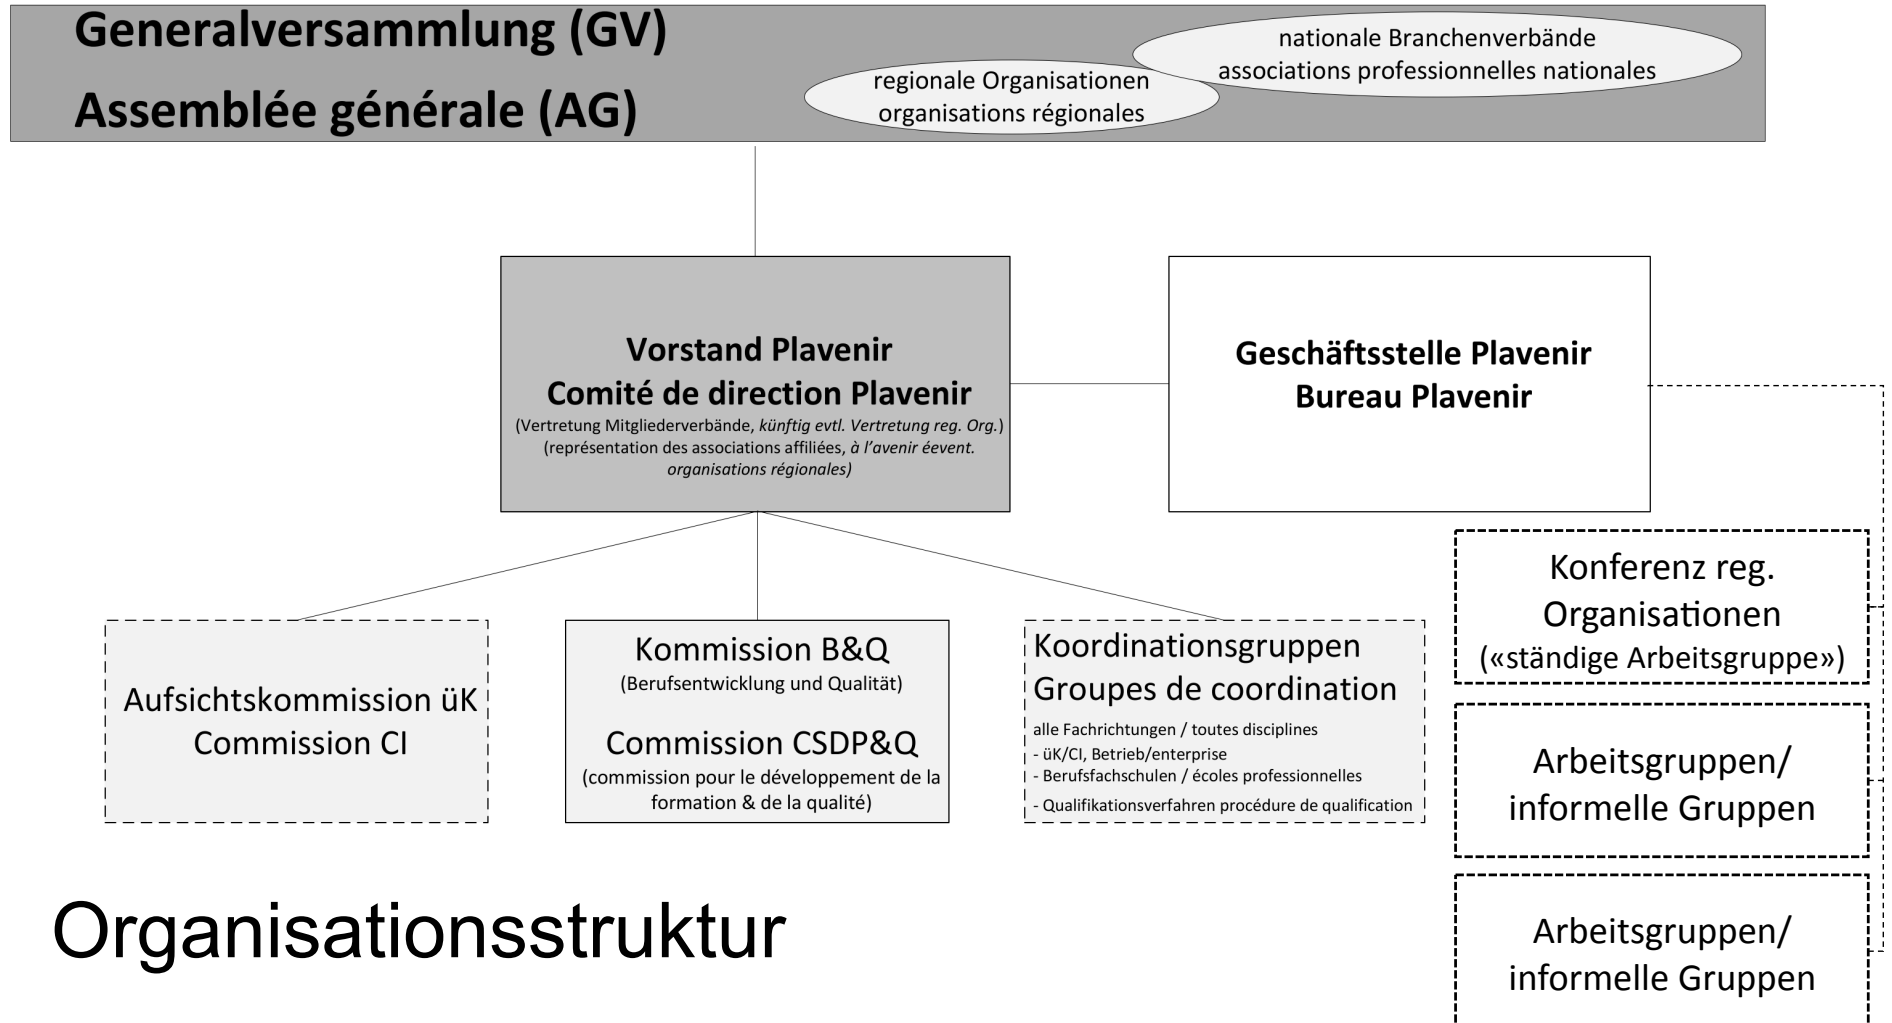 Generalversammlung (GV)
Assemblée générale (AG)
nationale Branchenverbände
associations professionnelles nationales
regionale Organisationen
organisations régionales
Vorstand Plavenir
Comité de direction Plavenir
(Vertretung Mitgliederverbände, künftig evtl. Vertretung reg. Org.)
(représentation des associations affiliées, à l'avenir éevent.
organisations régionales)
Geschäftsstelle Plavenir
Bureau Plavenir
Aufsichtskommission üK
Commission CI
Kommission B&Q
(Berufsentwicklung und Qualität)
Commission CSDP&Q
(commission pour le développement de la
formation & de la qualité)
Koordinationsgruppen
Groupes de coordination
alle Fachrichtungen / toutes disciplines
- üK/CI, Betrieb/enterprise
- Berufsfachschulen / écoles professionnelles
- Qualifikationsverfahren procédure de qualification
Konferenz reg.
Organisationen
(«ständige Arbeitsgruppe»)
Arbeitsgruppen/
informelle Gruppen
Arbeitsgruppen/
informelle Gruppen
Organisationsstruktur